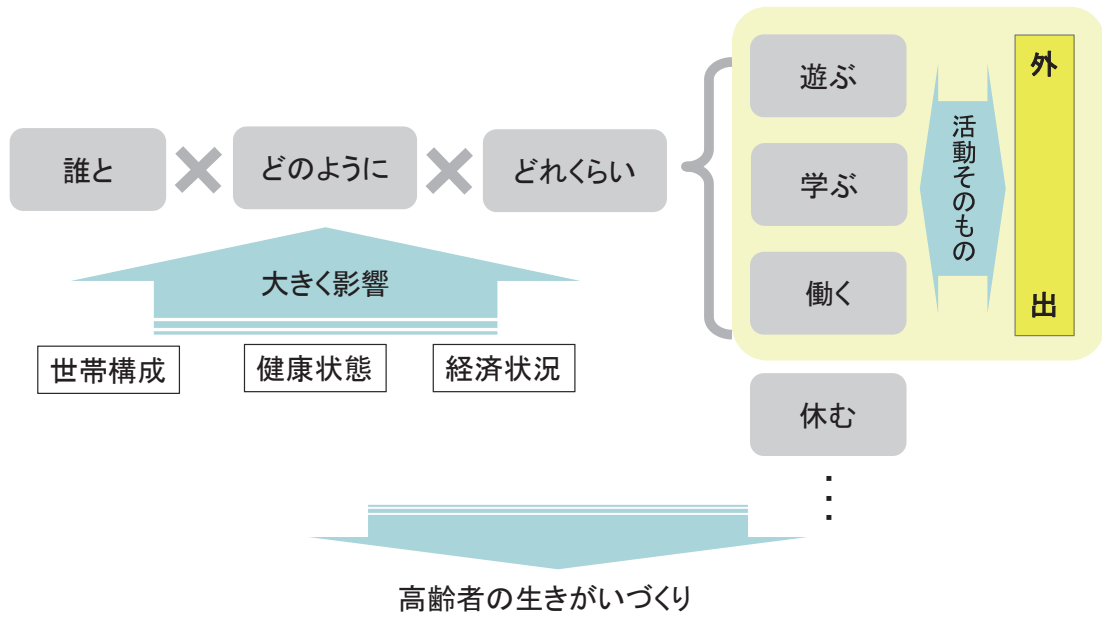 誰と
どのように
どれくらい
遊ぶ
学ぶ
働く
休む
活動そのもの
外出
大きく影響
世帯構成
健康状態
経済状況
高齢者の生きがいづくり